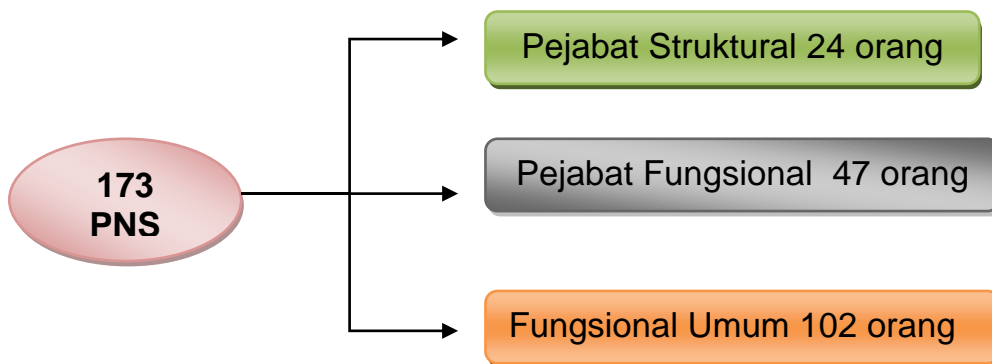 Pejabat Struktural 24 orang
173
PNS
Pejabat Fungsional  47 orang
Fungsional Umum 102 orang